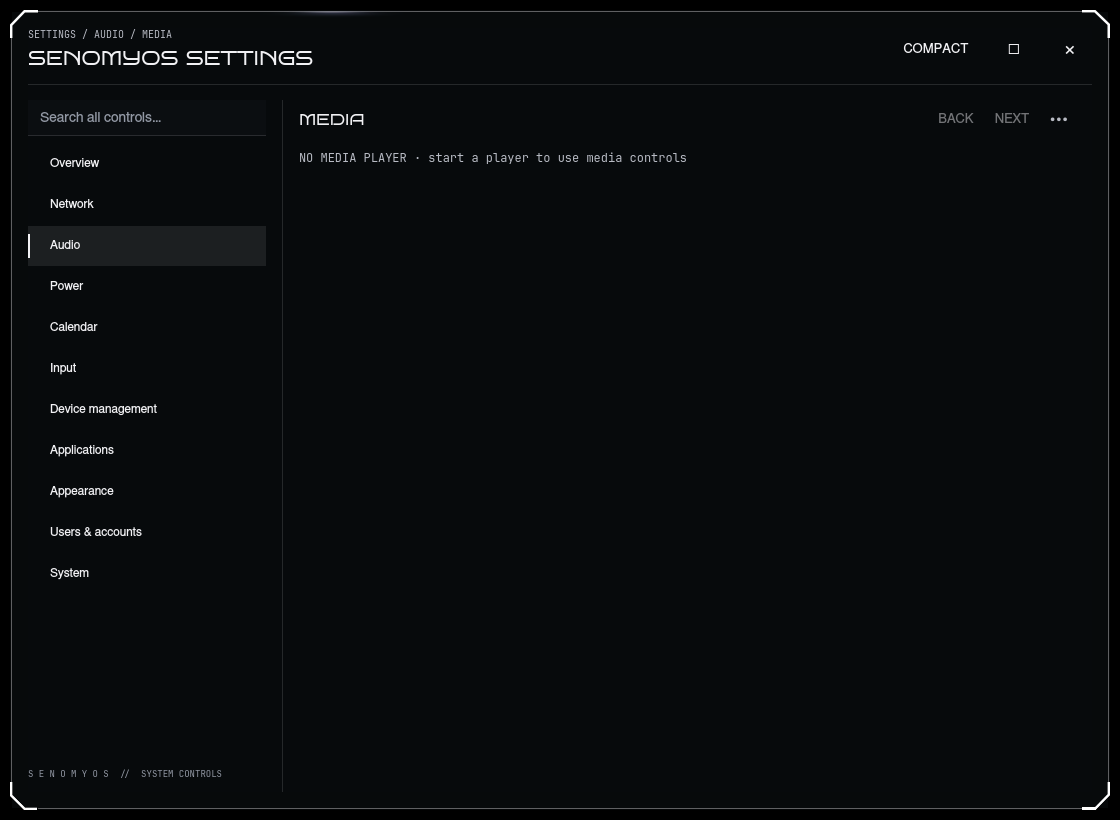 SETTINGS / AUDIO / MEDIA
SENOMYOS SETTINGS
COMPACT
Search all controls...
MEDIA
BACK NEXT
NO MEDIA PLAYER · start a player to use media controls
Overview
Network
Audio
Power
Calendar
Input
Device management
Applications
Appearance
Users & accounts
System
SENOMYOS // SYSTEM CONTROLS